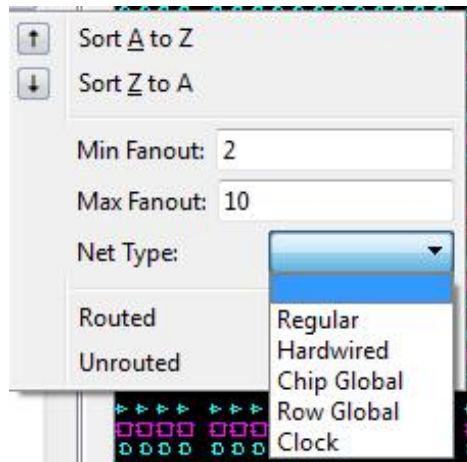 Sort A to Z
Sort Z to A
Min Fanout: 2
Max Fanout: 10
Net Type:
Routed
Unrouted
Regular
Hardwired
Chip Global
Row Global
Clock